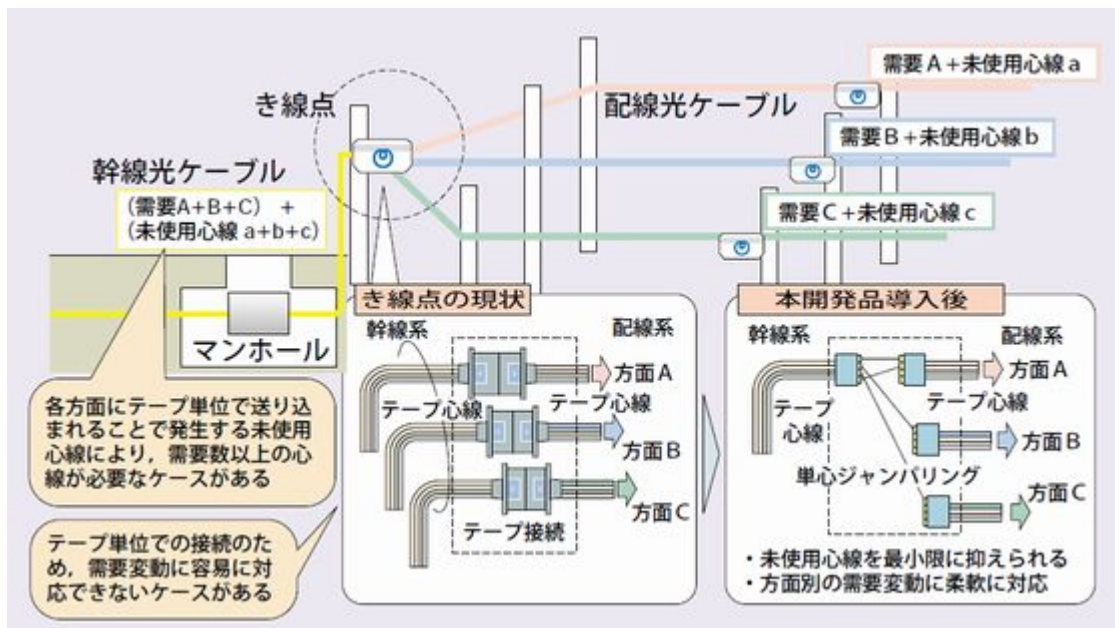 需要A+未使用心線a
き線点
配線光ケーブル
需要B+未使用心線b
幹線光ケーブル
(需要A+B+C) +
(未使用心線a+b+c)
需要C+未使用心線c
マンホール
各方面にテープ単位で送り込
まれることで発生する未使用
心線により,需要数以上の心
線が必要なケースがある
テープ単位での接続のた
め,需要変動に容易に対
応できないケースがある
き線点の現状
幹線系
配線系
方面A
テープ心線
テープ心線
方面B
方面C
テープ接続
本開発品導入後
幹線系
配線系
方面A
テープ
心線
テープ心線
方面B
単心ジャンパリング
方面C
・未使用心線を最小限に抑えられる
・方面別の需要変動に柔軟に対応